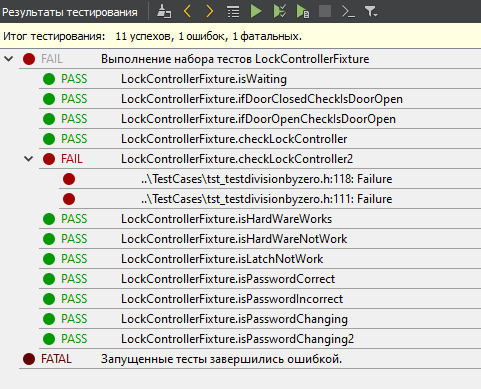 Результаты тестирования
Итог тестирования: 11 успехов, 1 ошибок, 1 фатальных.
FAIL Выполнение набора тестов LockControllerFixture
PASS LockControllerFixture.isWaiting
PASS LockControllerFixture.ifDoorClosedCheckIsDoorOpen
PASS LockControllerFixture.ifDoorOpenCheckIsDoorOpen
PASS LockControllerFixture.checkLockController
FAIL LockControllerFixture.checkLockController2
..\TestCases\tst_testdivisionbyzero.h:118: Failure
..\TestCases\tst_testdivisionbyzero.h:111: Failure
PASS LockControllerFixture.isHardWareWorks
PASS LockControllerFixture.isHardWareNotWork
PASS LockControllerFixture.isLatchNotWork
PASS LockControllerFixture.isPasswordCorrect
PASS LockControllerFixture.isPasswordIncorrect
PASS LockControllerFixture.isPasswordChanging
PASS LockControllerFixture.isPasswordChanging2
FATAL Запущенные тесты завершились ошибкой.